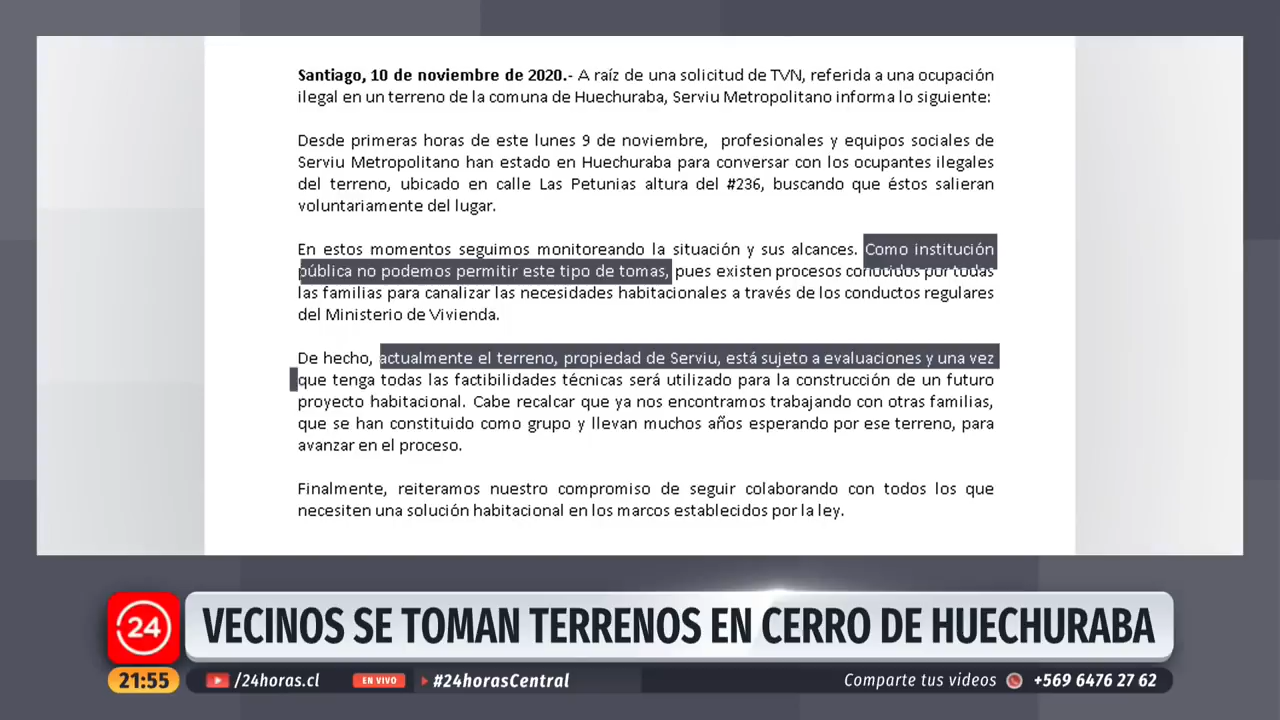 Santiago, 10 de noviembre de 2020.- A raíz de una solicitud de TVN, referida a una ocupación
ilegal en un terreno de la comuna de Huechuraba, Serviu Metropolitano informa lo siguiente:
Desde primeras horas de este lunes 9 de noviembre, profesionales y equipos sociales de
Serviu Metropolitano han estado en Huechuraba para conversar con los ocupantes ilegales
del terreno, ubicado en calle Las Petunias altura del #236, buscando que éstos salieran
voluntariamente del lugar.
En estos momentos seguimos monitoreando la situación y sus alcances. Como institución
pública no podemos permitir este tipo de tomas, pues existen procesos conocidos por todas
las familias para canalizar las necesidades habitacionales a través de los conductos regulares
del Ministerio de Vivienda.
De hecho, actualmente el terreno, propiedad de Serviu, está sujeto a evaluaciones y una vez
que tenga todas las factibilidades técnicas será utilizado para la construcción de un futuro
proyecto habitacional. Cabe recalcar que ya nos encontramos trabajando con otras familias,
que se han constituido como grupo y llevan muchos años esperando por ese terreno, para
avanzar en el proceso.
Finalmente, reiteramos nuestro compromiso de seguir colaborando con todos los que
necesiten una solución habitacional en los marcos establecidos por la ley.
24
VECINOS SE TOMAN TERRENOS EN CERRO DE HUECHURABA
21:55
/24horas.cl
EN VIVO
#24horasCentral
Comparte tus videos
+569 6476 27 62